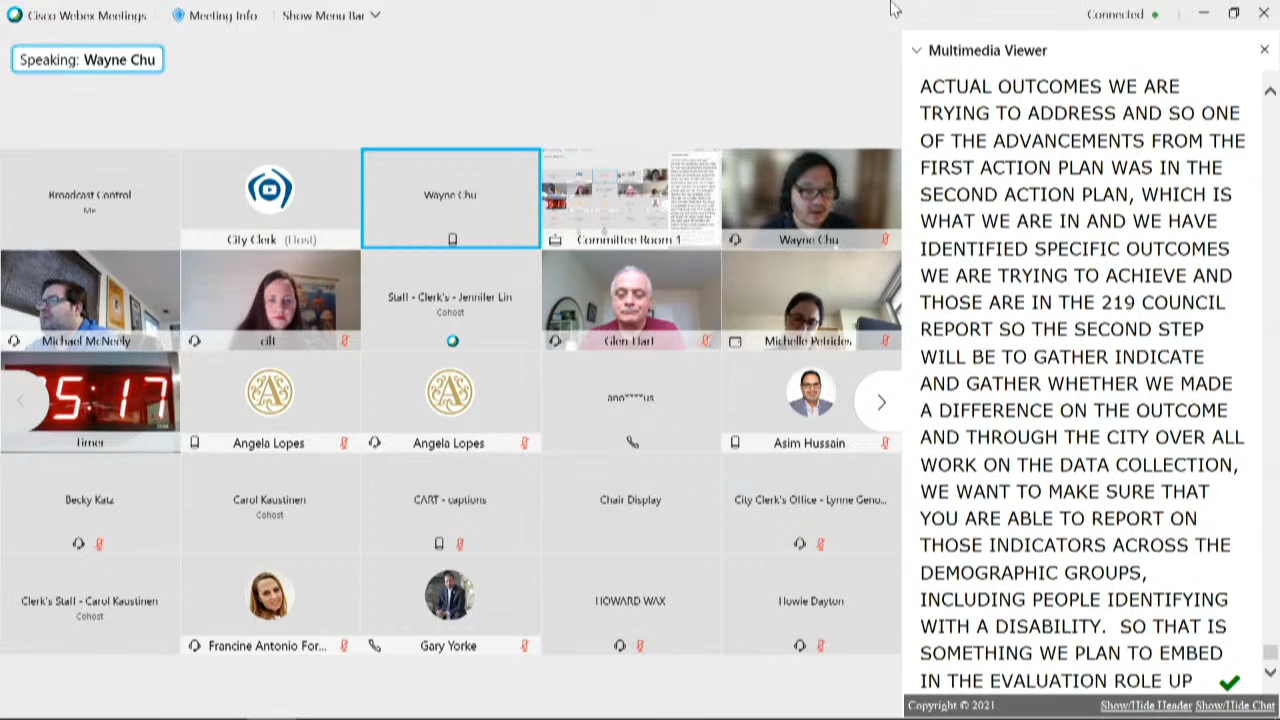 Cisco Webex Meetings
Meeting Info
Show Menu Bar
Connected
Speaking: Wayne Chu
Multimedia Viewer
Broadcast Control
Me
City Clerk (Host)
Wayne Chu
Committee Room 1
Wayne Chu
Michael McNeely
Staff - Clerk's - Jennifer Lin
Cohost
Glen Hart
Michelle Petrides
5:17
Timer
Angela Lopes
Angela Lopes
ano****us
Asim Hussain
Becky Katz
Carol Kaustinen
Cohost
CART - captions
Chair Display
City Clerk's Office - Lynne Geno...
Clerk's Staff - Carol Kaustinen
Cohost
Francine Antonio For...
Gary Yorke
HOWARD WAX
Howie Dayton
ACTUAL OUTCOMES WE ARE
TRYING TO ADDRESS AND SO ONE
OF THE ADVANCEMENTS FROM THE
FIRST ACTION PLAN WAS IN THE
SECOND ACTION PLAN, WHICH IS
WHAT WE ARE IN AND WE HAVE
IDENTIFIED SPECIFIC OUTCOMES
WE ARE TRYING TO ACHIEVE AND
THOSE ARE IN THE 219 COUNCIL
REPORT SO THE SECOND STEP
WILL BE TO GATHER INDICATE
AND GATHER WHETHER WE MADE
A DIFFERENCE ON THE OUTCOME
AND THROUGH THE CITY OVER ALL
WORK ON THE DATA COLLECTION,
WE WANT TO MAKE SURE THAT
YOU ARE ABLE TO REPORT ON
THOSE INDICATORS ACROSS THE
DEMOGRAPHIC GROUPS,
INCLUDING PEOPLE IDENTIFYING
WITH A DISABILITY. SO THAT IS
SOMETHING WE PLAN TO EMBED
IN THE EVALUATION ROLE UP
Copyright © 2021
Show/Hide Header Show/Hide Chat